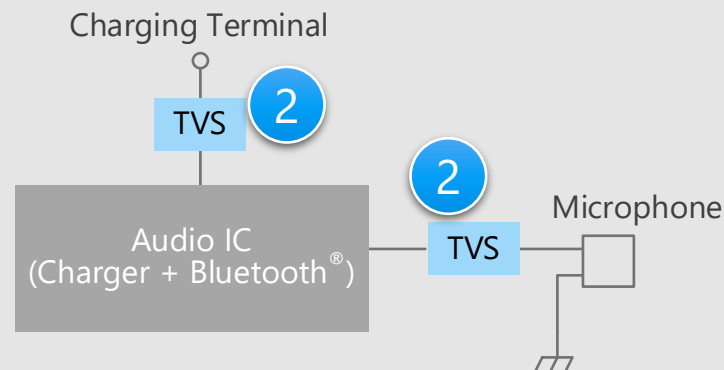 Charging Terminal
TVS
2
2
Microphone
TVS
Audio IC
(Charger + Bluetooth®)